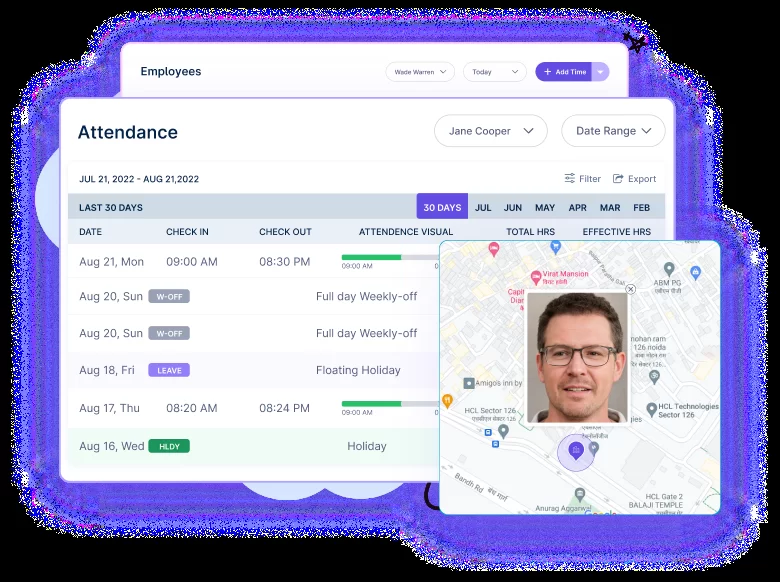 Employees
Wade Warren
Today
+ Add Time
Attendance
Jane Cooper
Date Range
JUL 21, 2022 - AUG 21,2022
Filter
Export
LAST 30 DAYS
30 DAYS JUL JUN MAY APR MAR FEB
DATE CHECK IN CHECK OUT ATTENDENCE VISUAL TOTAL HRS EFFECTIVE HRS
Aug 21, Mon 09:00 AM 08:30 PM
09:00 AM 0
Aug 20, Sun W-OFF Full day Weekly-off
Aug 20, Sun W-OFF Full day Weekly-off
Aug 18, Fri LEAVE Floating Holiday
Aug 17, Thu 08:20 AM 08:24 PM
09:00 AM 0
Aug 16, Wed HLDY Holiday
Virat Mansion
ABM PG
एबीएम पीजी
nohan ram
126 noida
Amigos inn by
HCL Sector 126
HCL Technologies
Sector 126
Bandh Rd
Anurag Aggarwal
HCL Gate 2
BALAJI TEMPLE